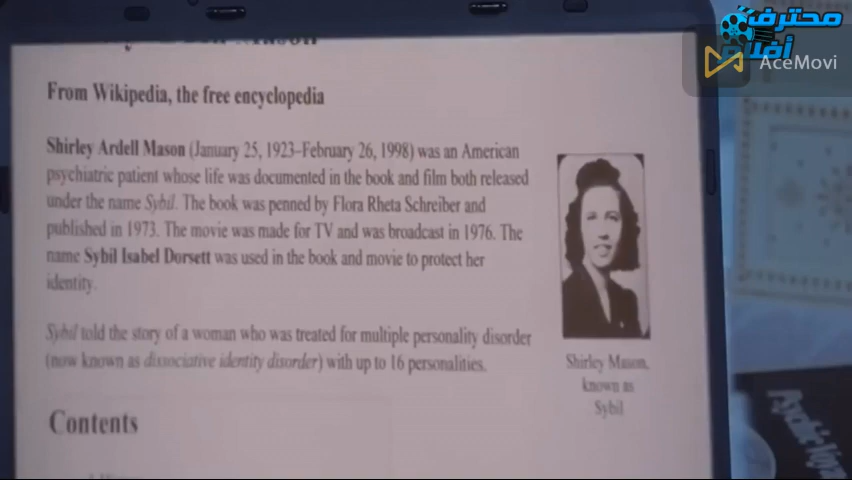 محترف
أفلام
AceMovi
From Wikipedia, the free encyclopedia
Shirley Ardell Mason (January 25, 1923–February 26, 1998) was an American
psychiatric patient whose life was documented in the book and film both released
under the name Sybil. The book was penned by Flora Rheta Schreiber and
published in 1973. The movie was made for TV and was broadcast in 1976. The
name Sybil Isabel Dorsett was used in the book and movie to protect her
identity.
Sybil told the story of a woman who was treated for multiple personality disorder
(now known as dissociative identity disorder) with up to 16 personalities.
Shirley Mason,
known as
Sybil
Contents
Psychic